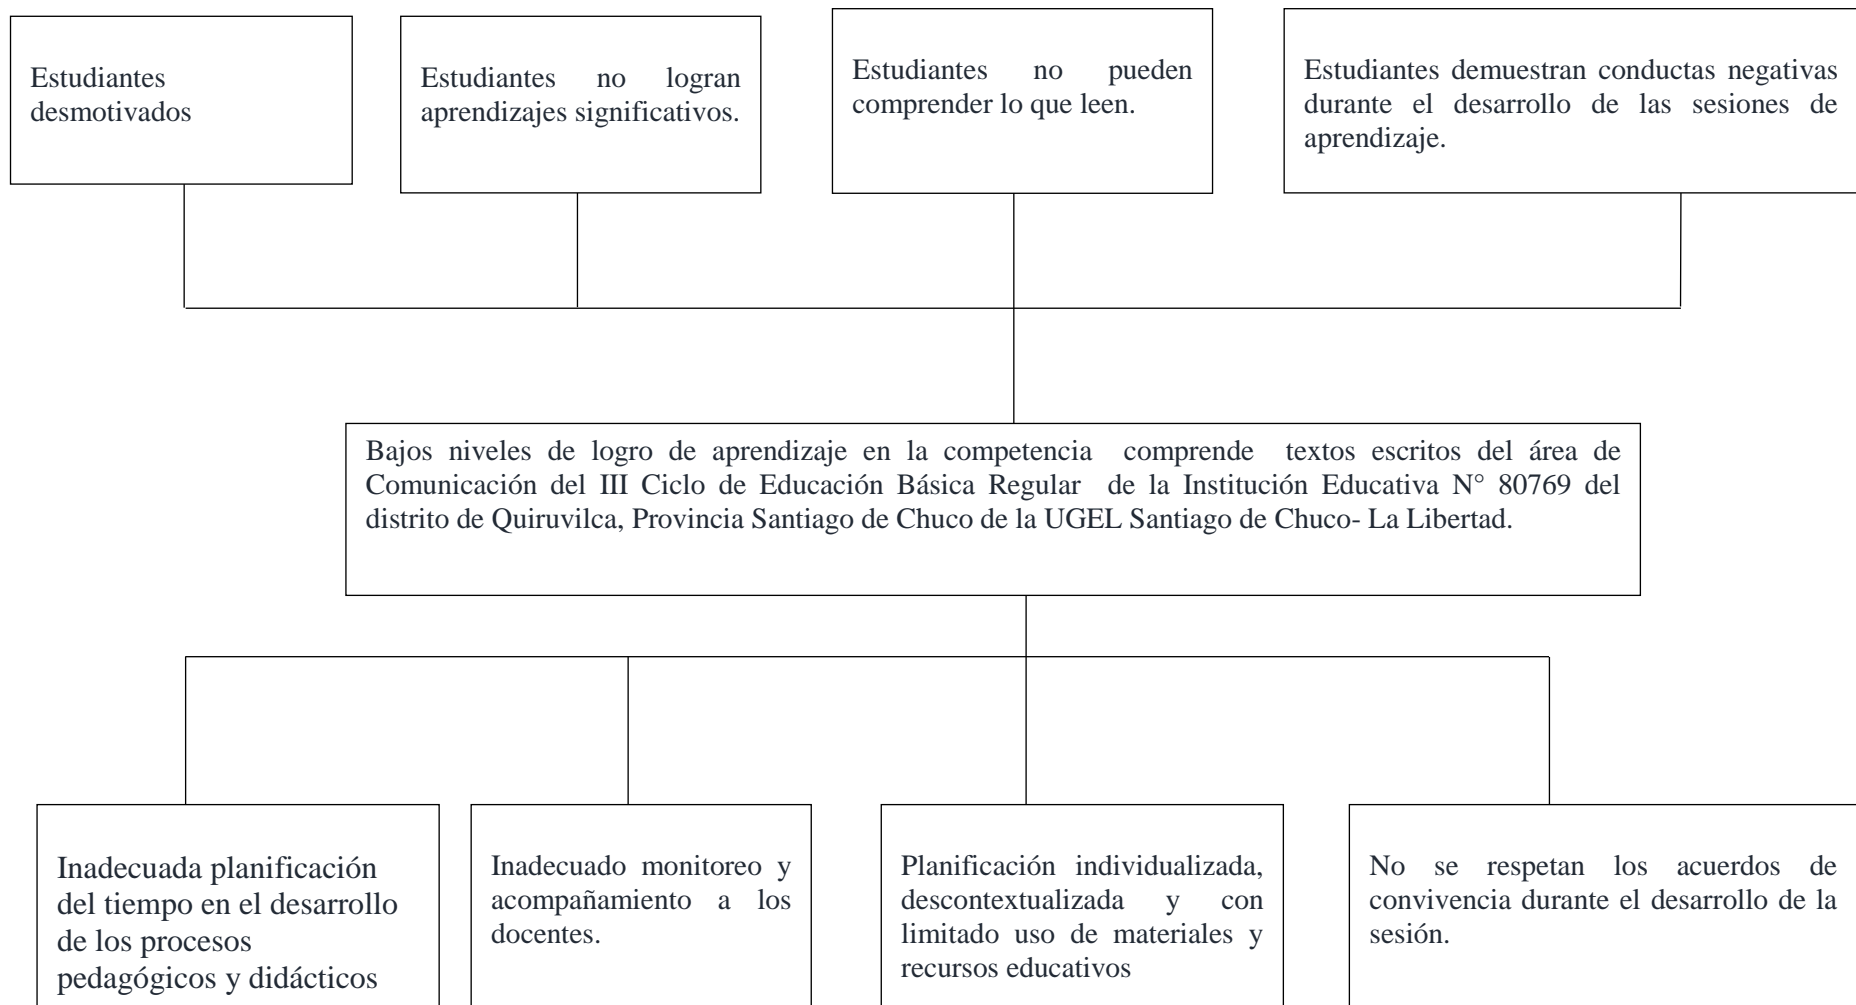 Estudiantes
desmotivados
Estudiantes no logran
aprendizajes significativos.
Estudiantes no pueden
comprender lo que leen.
Estudiantes demuestran conductas negativas
durante el desarrollo de las sesiones de
aprendizaje.
Bajos niveles de logro de aprendizaje en la competencia comprende textos escritos del área de
Comunicación del III Ciclo de Educación Básica Regular de la Institución Educativa N° 80769 del
distrito de Quiruvilca, Provincia Santiago de Chuco de la UGEL Santiago de Chuco- La Libertad.
Inadecuada planificación
del tiempo en el desarrollo
de los procesos
pedagógicos y didácticos
Inadecuado monitoreo y
acompañamiento a los
docentes.
Planificación individualizada,
descontextualizada y con
limitado uso de materiales y
recursos educativos
No se respetan los acuerdos de
convivencia durante el desarrollo de la
sesión.